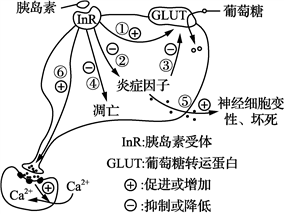 胰岛素
InR
GLUT
葡萄糖
① ⊕
⊖ ②
炎症因子
⊖ ③
⊖ ④
凋亡
⑤ ⊕
神经细胞变
性、坏死
⑥ ⊕
InR:胰岛素受体
GLUT:葡萄糖转运蛋白
⊕:促进或增加
⊖:抑制或降低
Ca²⁺ ⊕ Ca²⁺